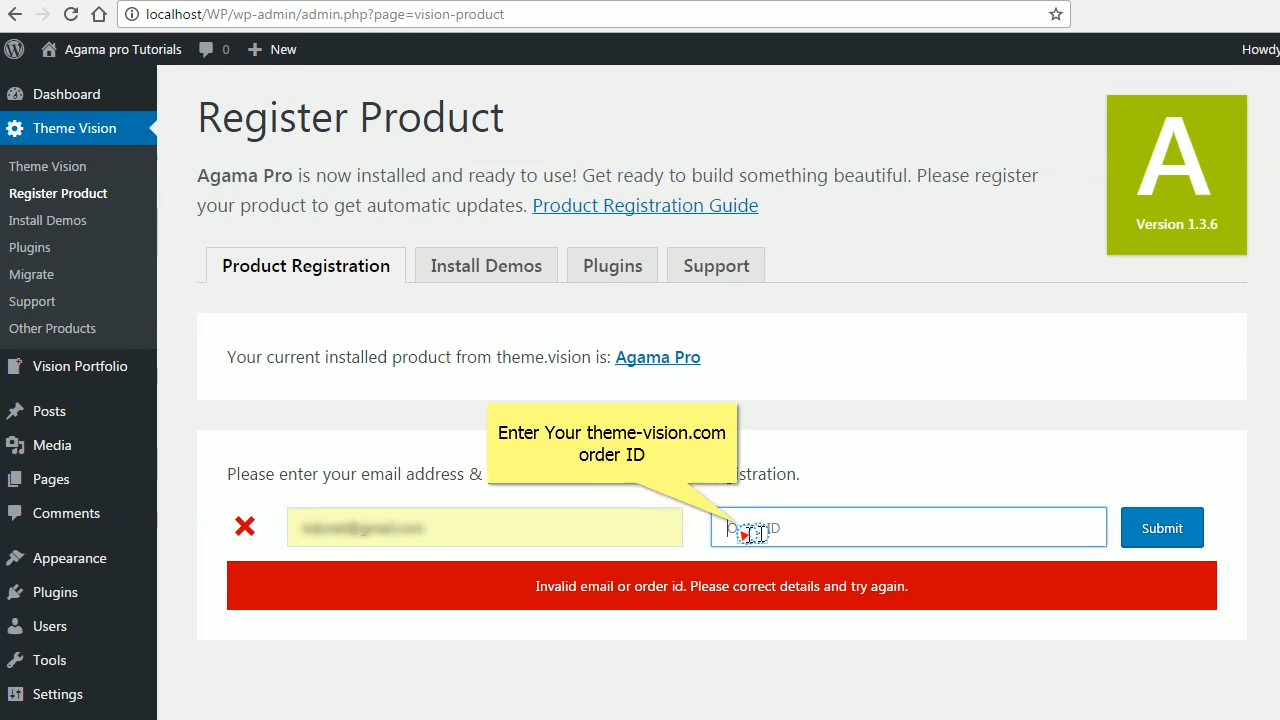 localhost/WP/wp-admin/admin.php?page=vision-product
Agama pro Tutorials 0 New Howdy
Dashboard
Theme Vision
Theme Vision
Register Product
Install Demos
Plugins
Migrate
Support
Other Products
Vision Portfolio
Posts
Media
Pages
Comments
Appearance
Plugins
Users
Tools
Settings
Register Product
Agama Pro is now installed and ready to use! Get ready to build something beautiful. Please register
your product to get automatic updates. Product Registration Guide
A
Version 1.3.6
Product Registration Install Demos Plugins Support
Your current installed product from theme.vision is: Agama Pro
Enter Your theme-vision.com
order ID
Please enter your email address &
ID Submit
Invalid email or order id. Please correct details and try again.